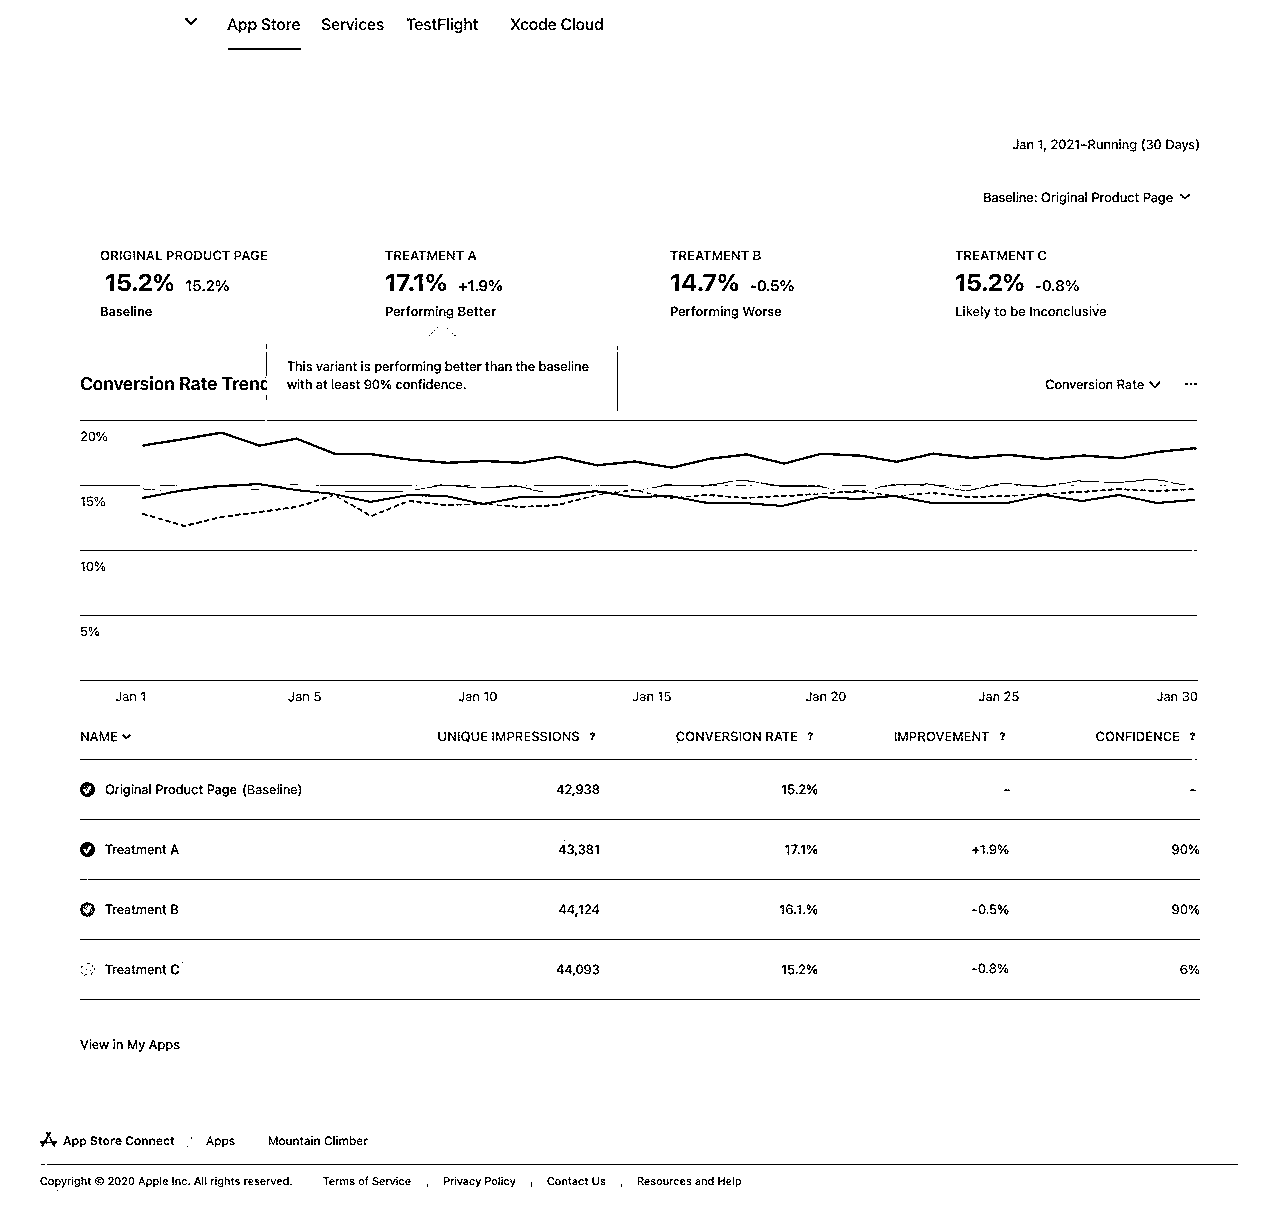 App Store Services TestFlight Xcode Cloud
Jan 1, 2021–Running (30 Days)
Baseline: Original Product Page
ORIGINAL PRODUCT PAGE TREATMENT A TREATMENT B TREATMENT C
15.2% 15.2% 17.1% +1.9% 14.7% -0.5% 15.2% -0.8%
Baseline Performing Better Performing Worse Likely to be Inconclusive
This variant is performing better than the baseline
with at least 90% confidence.
Conversion Rate Trend Conversion Rate ...
20%
15%
10%
5%
Jan 1 Jan 5 Jan 10 Jan 15 Jan 20 Jan 25 Jan 30
NAME UNIQUE IMPRESSIONS ? CONVERSION RATE ? IMPROVEMENT ? CONFIDENCE ?
Original Product Page (Baseline) 42,938 15.2% – –
Treatment A 43,381 17.1% +1.9% 90%
Treatment B 44,124 16.1.% -0.5% 90%
Treatment C 44,093 15.2% -0.8% 6%
View in My Apps
App Store Connect Apps Mountain Climber
Copyright © 2020 Apple Inc. All rights reserved. Terms of Service Privacy Policy Contact Us Resources and Help